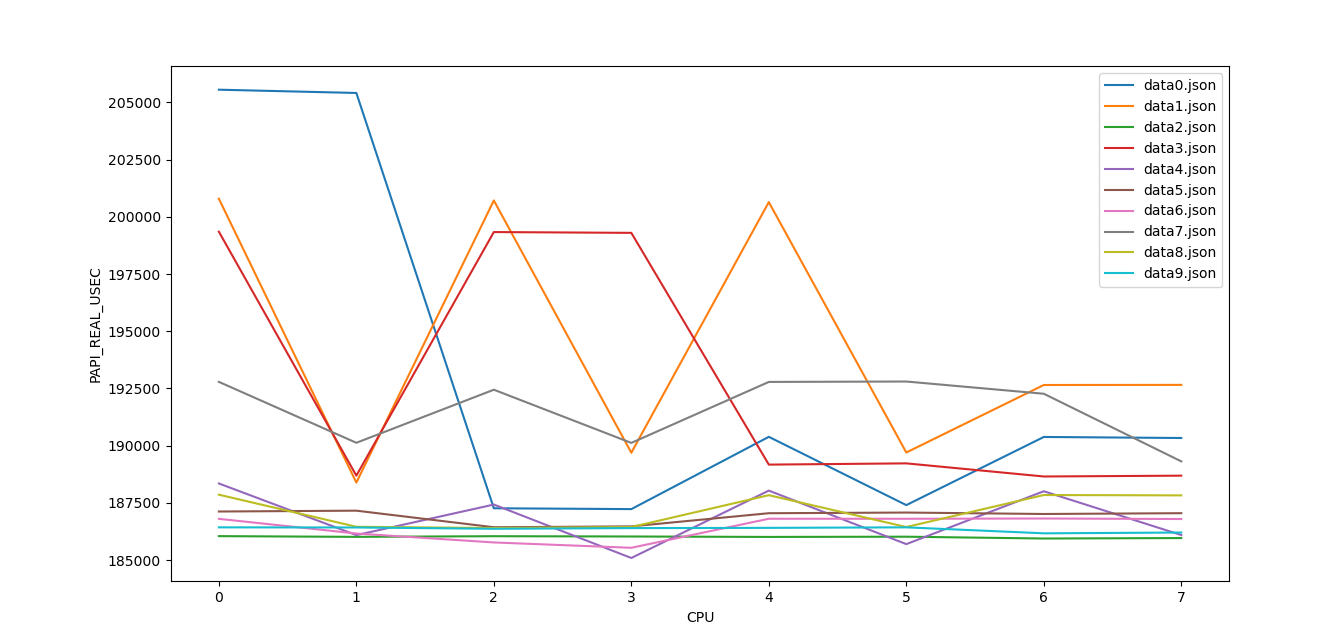 205000
202500
200000
197500
195000
192500
190000
187500
185000
PAPI_REAL_USEC
0 1 2 3 4 5 6 7
CPU
data0.json
data1.json
data2.json
data3.json
data4.json
data5.json
data6.json
data7.json
data8.json
data9.json